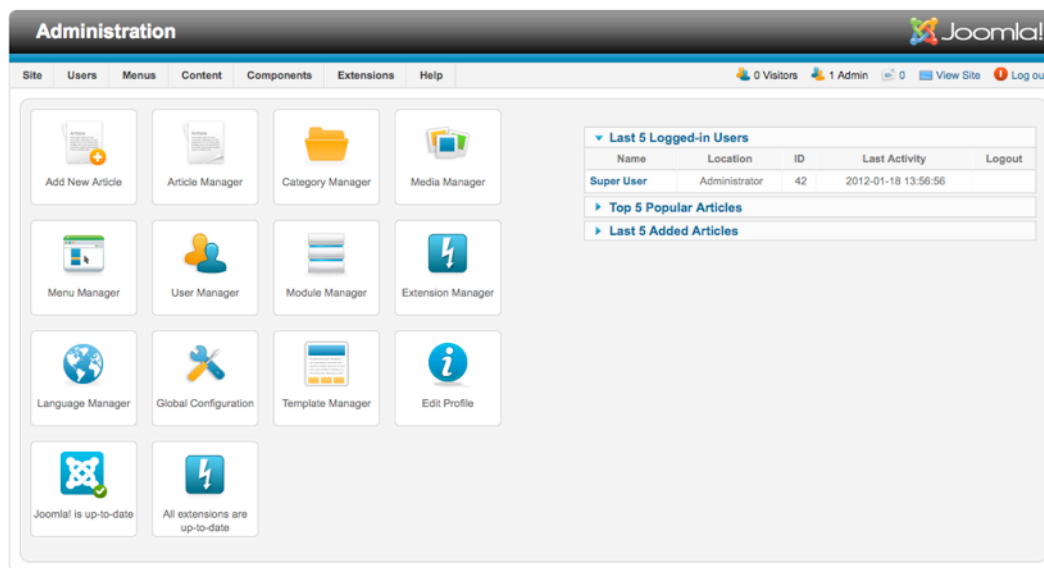 Administration
Joomla!
Site Users Menus Content Components Extensions Help
0 Visitors 1 Admin 0 View Site Log ou
Add New Article
Article Manager
Category Manager
Media Manager
Menu Manager
User Manager
Module Manager
Extension Manager
Language Manager
Global Configuration
Template Manager
Edit Profile
Joomla! is up-to-date
All extensions are
up-to-date
Last 5 Logged-in Users
Name Location ID Last Activity Logout
Super User Administrator 42 2012-01-18 13:56:56
Top 5 Popular Articles
Last 5 Added Articles